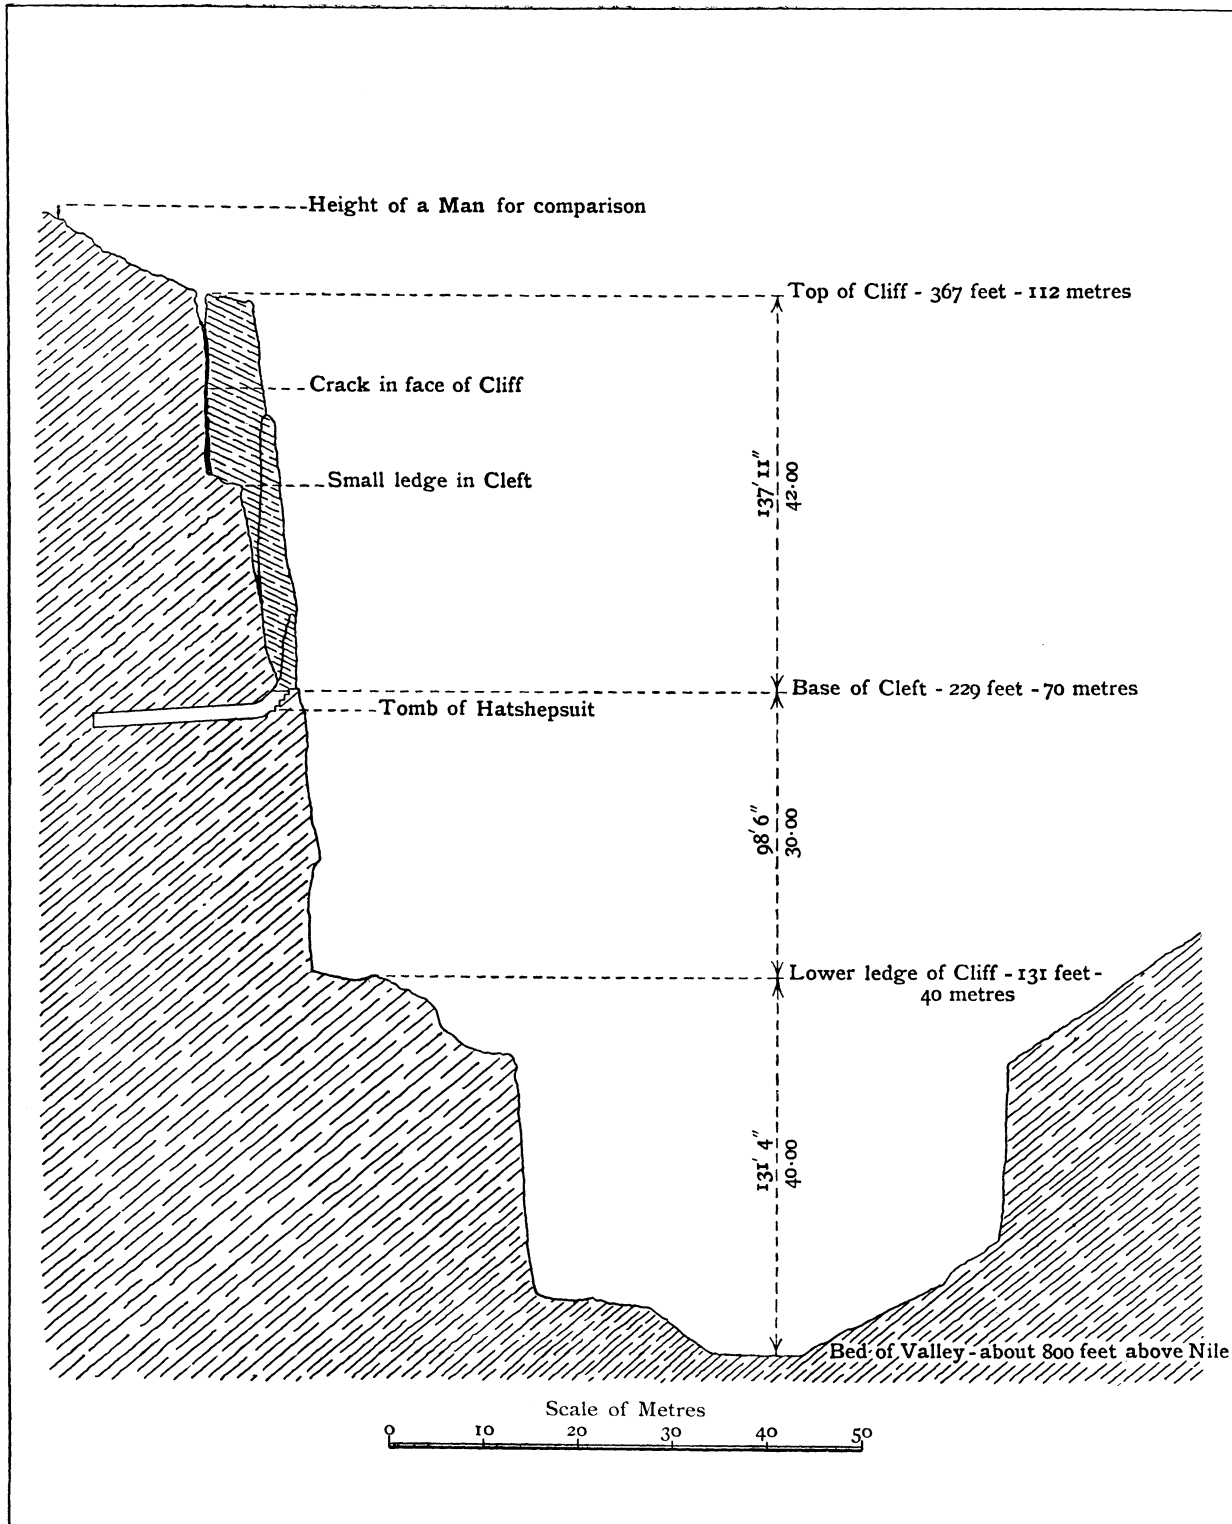 Height of a Man for comparison
Top of Cliff - 367 feet - 112 metres
Crack in face of Cliff
Small ledge in Cleft
137' 11"
42·00
Base of Cleft - 229 feet - 70 metres
Tomb of Hatshepsuit
98' 6"
30·00
Lower ledge of Cliff - 131 feet -
40 metres
131' 4"
40·00
Bed of Valley - about 800 feet above Nile
Scale of Metres
0 10 20 30 40 50